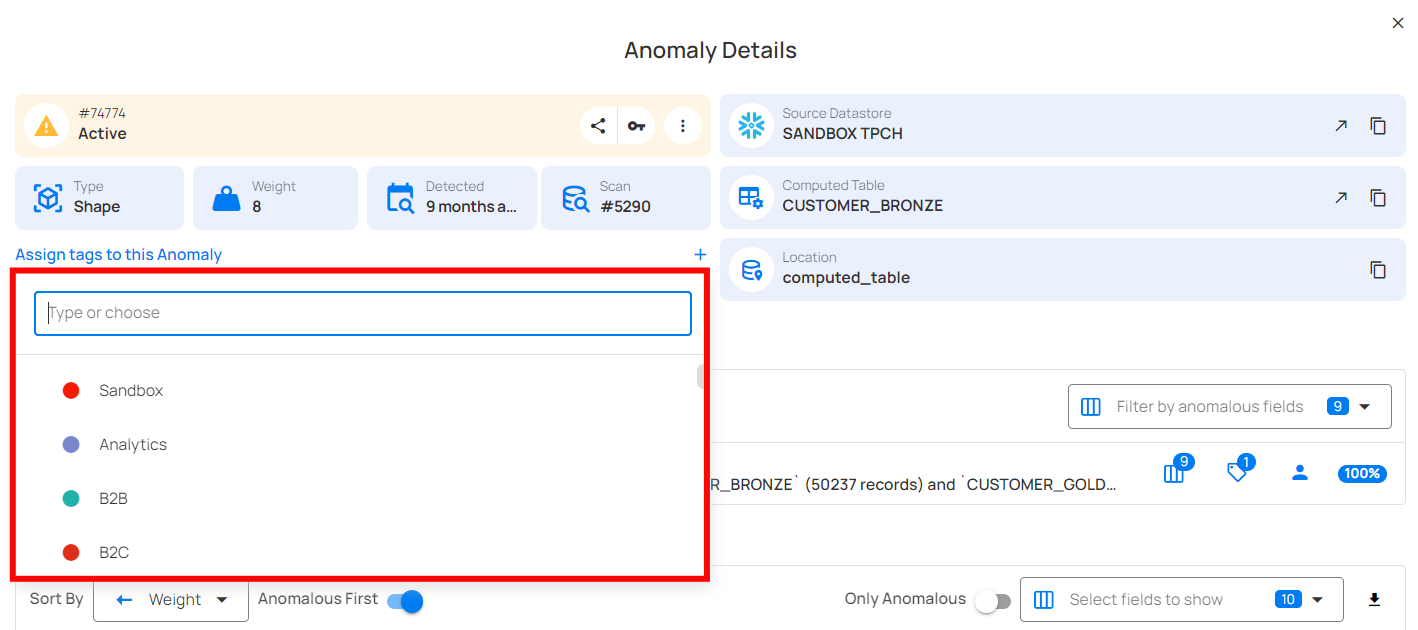 Anomaly Details
#74774
Active
Source Datastore
SANDBOX TPCH
Type
Shape
Weight
8
Detected
9 months a...
Scan
#5290
Computed Table
CUSTOMER_BRONZE
Assign tags to this Anomaly
Location
computed_table
Type or choose
Sandbox
Analytics
B2B
B2C
Filter by anomalous fields
9
R_BRONZE` (50237 records) and `CUSTOMER_GOLD...
9
1
100%
Sort By
Weight
Anomalous First
Only Anomalous
Select fields to show
10